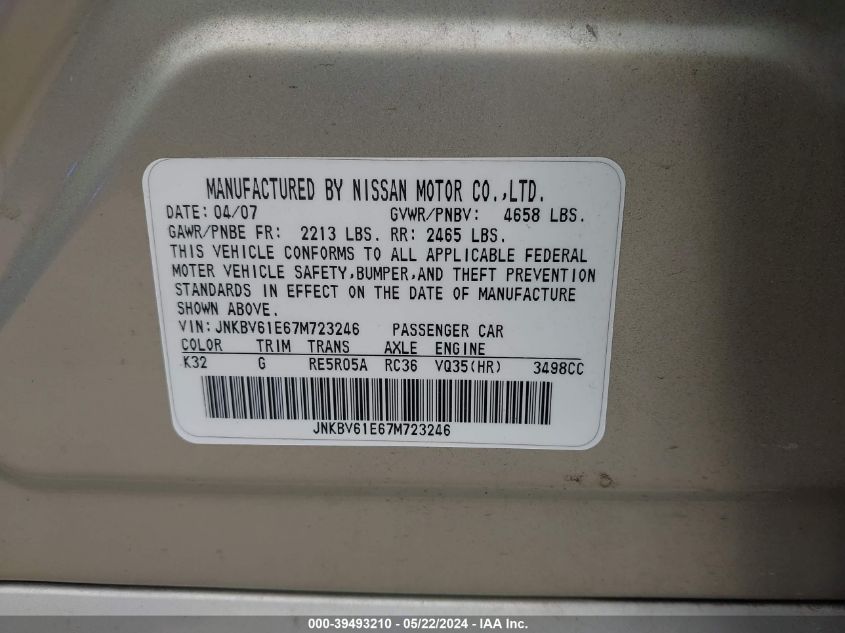 MANUFACTURED BY NISSAN MOTOR CO.,LTD.
DATE: 04/07 GVWR/PNBV: 4658 LBS.
GAWR/PNBE FR: 2213 LBS. RR: 2465 LBS.
THIS VEHICLE CONFORMS TO ALL APPLICABLE FEDERAL
MOTER VEHICLE SAFETY,BUMPER,AND THEFT PREVENTION
STANDARDS IN EFFECT ON THE DATE OF MANUFACTURE
SHOWN ABOVE.
VIN:JNKBV61E67M723246 PASSENGER CAR
COLOR TRIM TRANS AXLE ENGINE
K32 G RE5R05A RC36 VQ35(HR) 3498CC
JNKBV61E67M723246
000-39493210 - 05/22/2024 - IAA Inc.